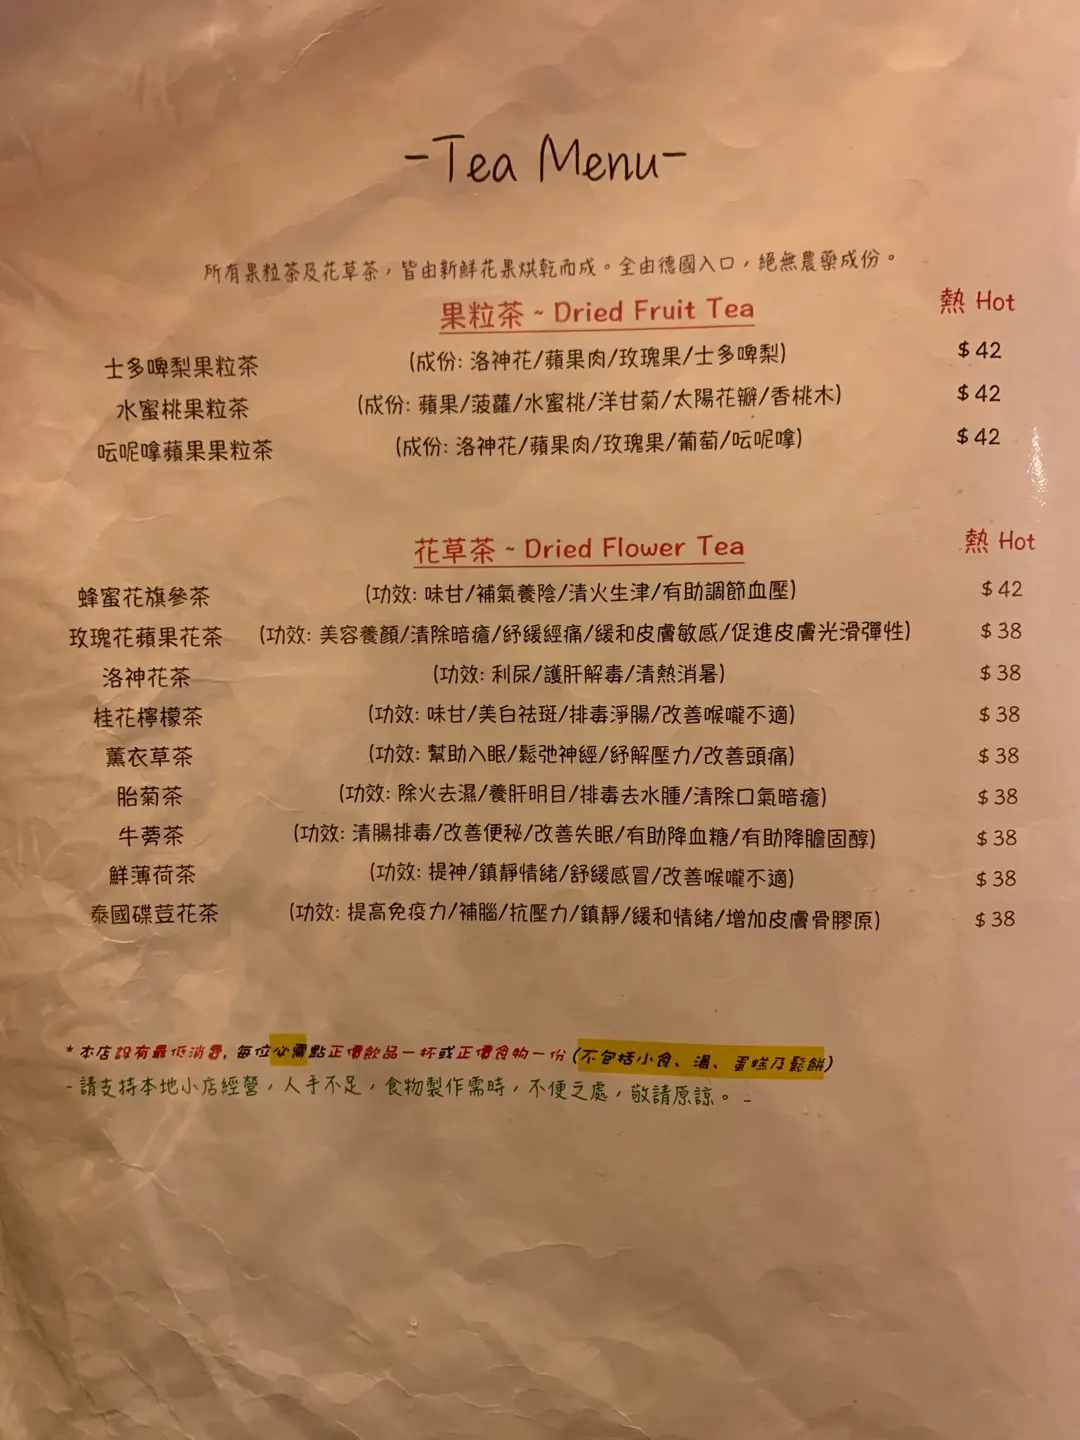 -Tea Menu-
所有果粒茶及花草茶，皆由新鮮花果烘乾而成。全由德國入口，絕無農藥成份。
果粒茶 ~ Dried Fruit Tea 熱 Hot
士多啤梨果粒茶 (成份: 洛神花/蘋果肉/玫瑰果/士多啤梨) $42
水蜜桃果粒茶 (成份: 蘋果/菠蘿/水蜜桃/洋甘菊/太陽花瓣/香桃木) $42
呍呢嗱蘋果果粒茶 (成份: 洛神花/蘋果肉/玫瑰果/葡萄/呍呢嗱) $42
花草茶 ~ Dried Flower Tea 熱 Hot
蜂蜜花旗參茶 (功效: 味甘/補氣養陰/清火生津/有助調節血壓) $42
玫瑰花蘋果花茶 (功效: 美容養顏/清除暗瘡/紓緩經痛/緩和皮膚敏感/促進皮膚光滑彈性) $38
洛神花茶 (功效: 利尿/護肝解毒/清熱消暑) $38
桂花檸檬茶 (功效: 味甘/美白祛斑/排毒淨腸/改善喉嚨不適) $38
薰衣草茶 (功效: 幫助入眠/鬆弛神經/紓解壓力/改善頭痛) $38
胎菊茶 (功效: 除火去濕/養肝明目/排毒去水腫/清除口氣暗瘡) $38
牛蒡茶 (功效: 清腸排毒/改善便秘/改善失眠/有助降血糖/有助降膽固醇) $38
鮮薄荷茶 (功效: 提神/鎮靜情緒/舒緩感冒/改善喉嚨不適) $38
泰國碟荳花茶 (功效: 提高免疫力/補腦/抗壓力/鎮靜/緩和情緒/增加皮膚骨膠原) $38
*本店設有最低消費, 每位必需點正價飲品一杯或正價食物一份 (不包括小食、湯、蛋糕及鬆餅)
- 請支持本地小店經營，人手不足，食物製作需時，不便之處，敬請原諒。 -